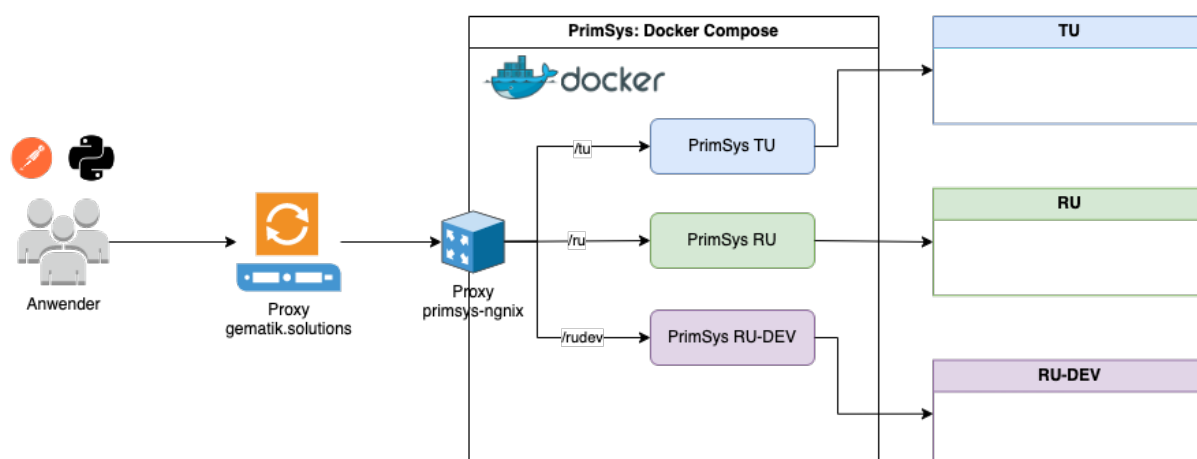 PrimSys: Docker Compose
TU
docker
/tu
PrimSys TU
RU
/ru
PrimSys RU
Anwender
Proxy
gematik.solutions
Proxy
primsys-ngnix
/rudev
PrimSys RU-DEV
RU-DEV